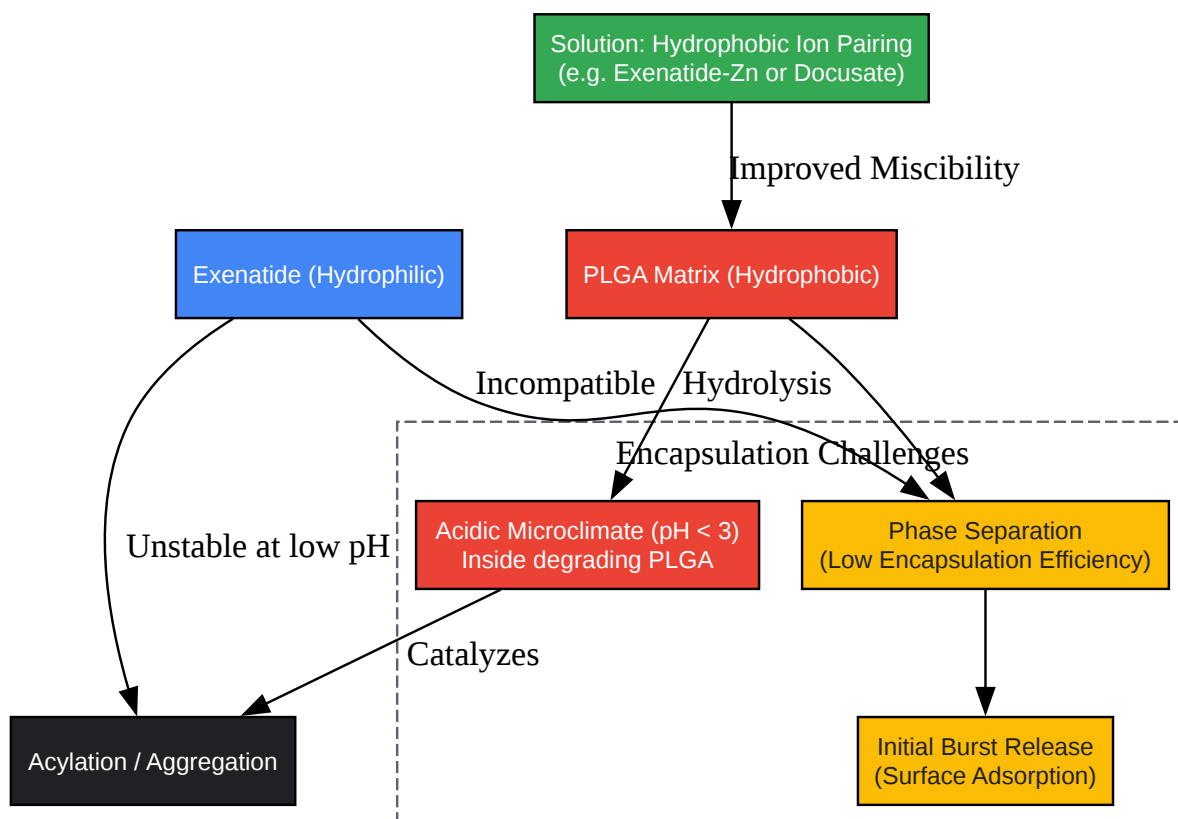 Solution: Hydrophobic Ion Pairing
(e.g. Exenatide-Zn or Docusate)
Improved Miscibility
Exenatide (Hydrophilic)
PLGA Matrix (Hydrophobic)
Incompatible
Hydrolysis
Encapsulation Challenges
Unstable at low pH
Acidic Microclimate (pH < 3)
Inside degrading PLGA
Phase Separation
(Low Encapsulation Efficiency)
Catalyzes
Acylation / Aggregation
Initial Burst Release
(Surface Adsorption)